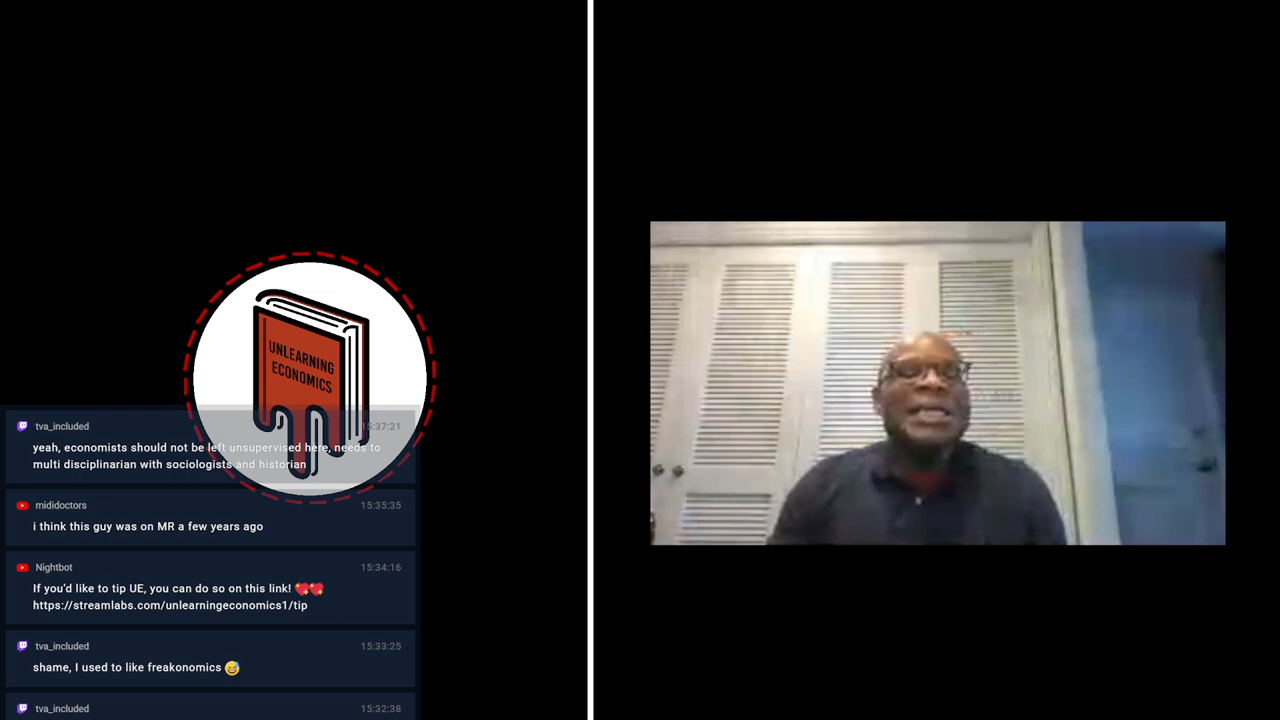 UNLEARNING
ECONOMICS
tva_included 15:37:21
yeah, economists should not be left unsupervised here, needs to
multi disciplinarian with sociologists and historian
mididoctors 15:35:35
i think this guy was on MR a few years ago
Nightbot 15:34:16
If you'd like to tip UE, you can do so on this link! 💖💖
https://streamlabs.com/unlearningeconomics1/tip
tva_included 15:33:25
shame, I used to like freakonomics 😅
tva_included 15:32:38